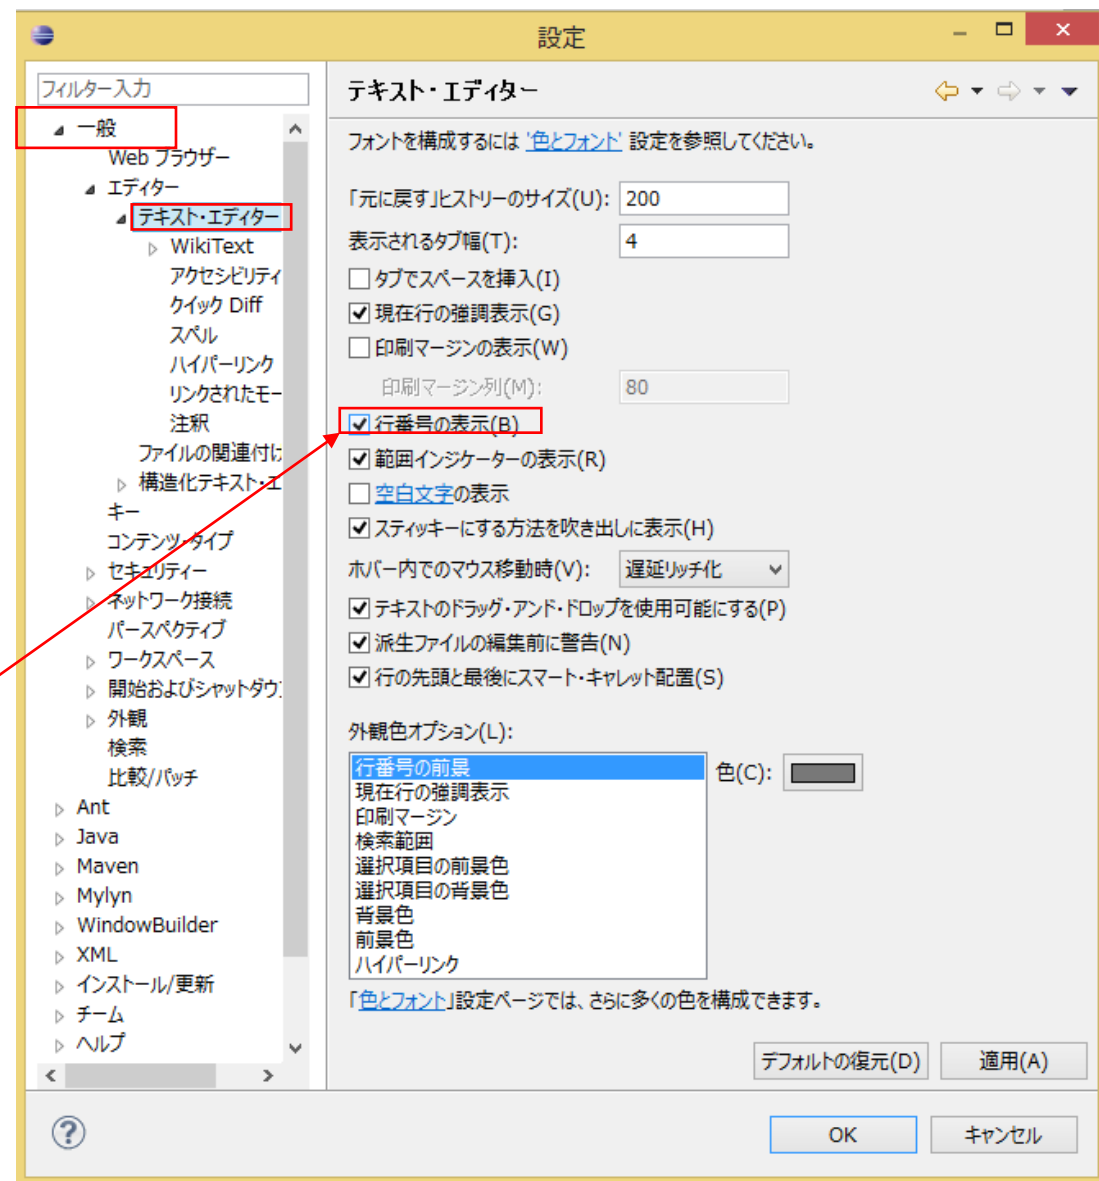 設定
フィルター入力
一般
Web ブラウザー
エディター
テキスト・エディター
WikiText
アクセシビリティ
クイック Diff
スペル
ハイパーリンク
リンクされたモー
注釈
ファイルの関連付け
構造化テキスト・エ
キー
コンテンツ・タイプ
セキュリティー
ネットワーク接続
パースペクティブ
ワークスペース
開始およびシャットダウン
外観
検索
比較/パッチ
Ant
Java
Maven
Mylyn
WindowBuilder
XML
インストール/更新
チーム
ヘルプ
テキスト・エディター
フォントを構成するには '色とフォント' 設定を参照してください。
「元に戻す」ヒストリーのサイズ(U): 200
表示されるタブ幅(T): 4
タブでスペースを挿入(I)
現在行の強調表示(G)
印刷マージンの表示(W)
印刷マージン列(M): 80
行番号の表示(B)
範囲インジケーターの表示(R)
空白文字の表示
スティッキーにする方法を吹き出しに表示(H)
ホバー内でのマウス移動時(V): 遅延リッチ化
テキストのドラッグ・アンド・ドロップを使用可能にする(P)
派生ファイルの編集前に警告(N)
行の先頭と最後にスマート・キャレット配置(S)
外観色オプション(L):
行番号の前景
現在行の強調表示
印刷マージン
検索範囲
選択項目の前景色
選択項目の背景色
背景色
前景色
ハイパーリンク
色(C):
「色とフォント」設定ページでは、さらに多くの色を構成できます。
デフォルトの復元(D) 適用(A)
OK キャンセル